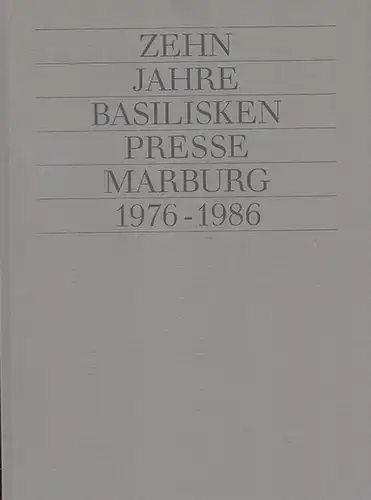 ZEHN
JAHRE
BASILISKEN
PRESSE
MARBURG
1976-1986